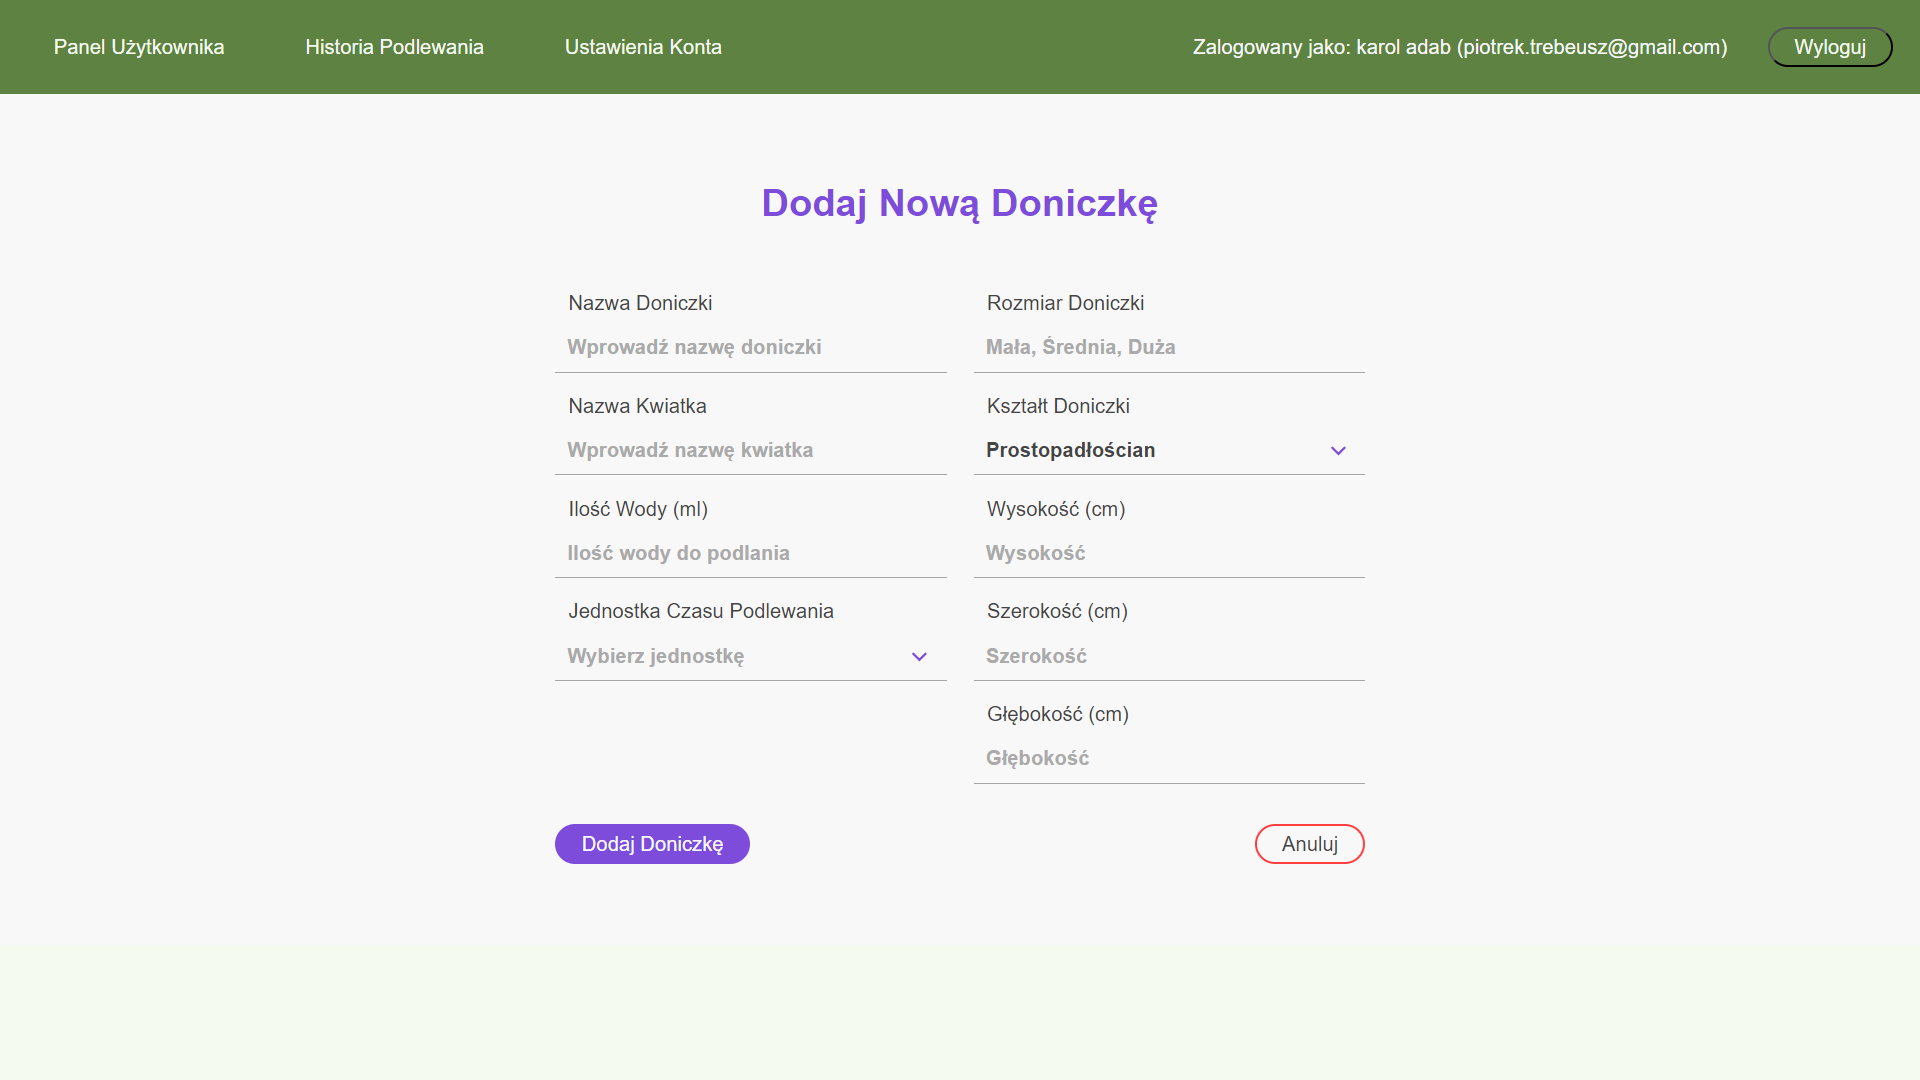 Panel Użytkownika
Historia Podlewania
Ustawienia Konta
Zalogowany jako: karol adab (piotrek.trebeusz@gmail.com)
Wyloguj
Dodaj Nową Doniczkę
Nazwa Doniczki
Wprowadź nazwę doniczki
Nazwa Kwiatka
Wprowadź nazwę kwiatka
Ilość Wody (ml)
Ilość wody do podlania
Jednostka Czasu Podlewania
Wybierz jednostkę
Rozmiar Doniczki
Mała, Średnia, Duża
Kształt Doniczki
Prostopadłościan
Wysokość (cm)
Wysokość
Szerokość (cm)
Szerokość
Głębokość (cm)
Głębokość
Dodaj Doniczkę
Anuluj